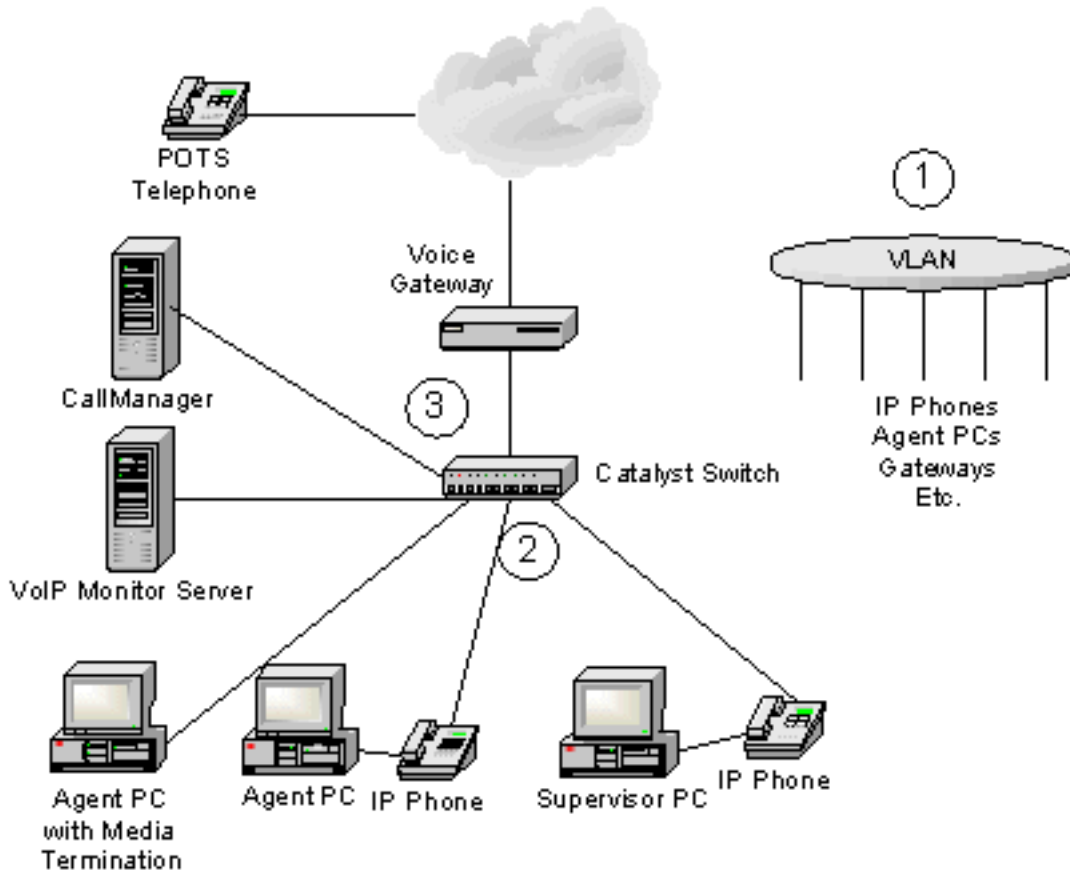 POTS
Telephone
1
Voice
Gateway
VLAN
CallManager
3
IP Phones
Agent PCs
Gateways
Etc.
Catalyst Switch
2
VoIP Monitor Server
Agent PC
with Media
Termination
Agent PC
IP Phone
Supervisor PC
IP Phone